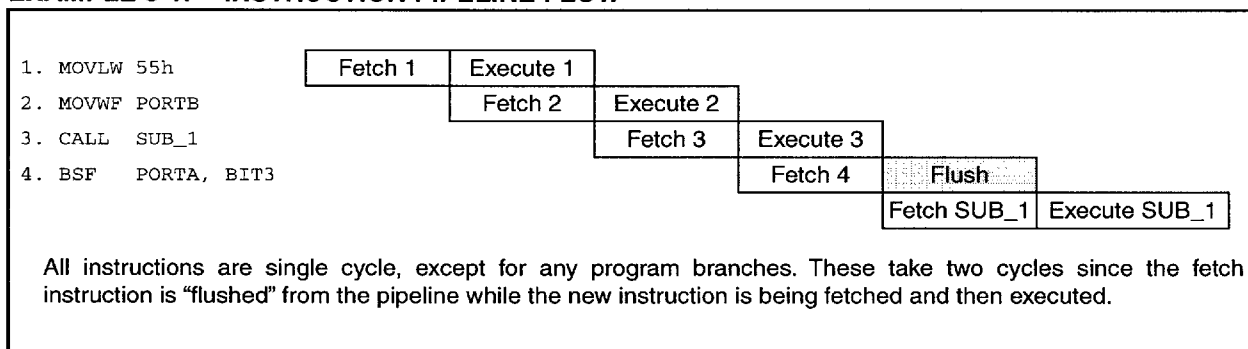 1. MOVLW 55h Fetch 1 Execute 1
2. MOVWF PORTB Fetch 2 Execute 2
3. CALL SUB_1 Fetch 3 Execute 3
4. BSF PORTA, BIT3 Fetch 4 Flush
Fetch SUB_1 Execute SUB_1
All instructions are single cycle, except for any program branches. These take two cycles since the fetch
instruction is “flushed” from the pipeline while the new instruction is being fetched and then executed.